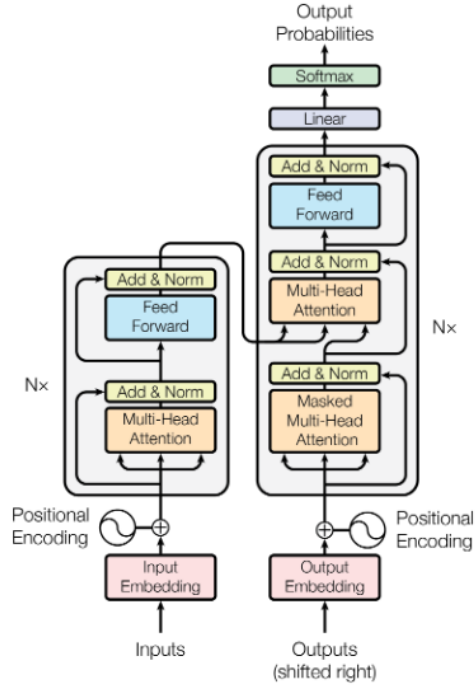 Output
Probabilities
Softmax
Linear
Add & Norm
Feed
Forward
Add & Norm
Multi-Head
Attention
Add & Norm
Masked
Multi-Head
Attention
N×
Add & Norm
Feed
Forward
Add & Norm
Multi-Head
Attention
N×
Positional
Encoding
Positional
Encoding
Input
Embedding
Output
Embedding
Inputs
Outputs
(shifted right)